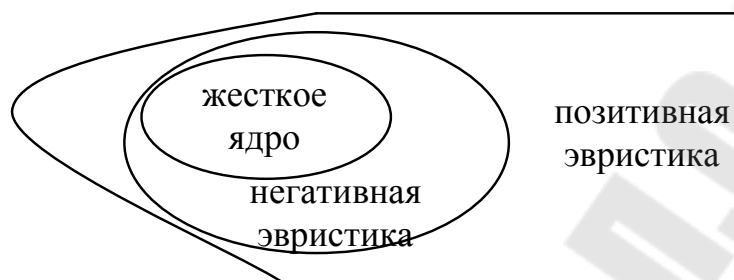 жесткое
ядро
негативная
эвристика
позитивная
эвристика